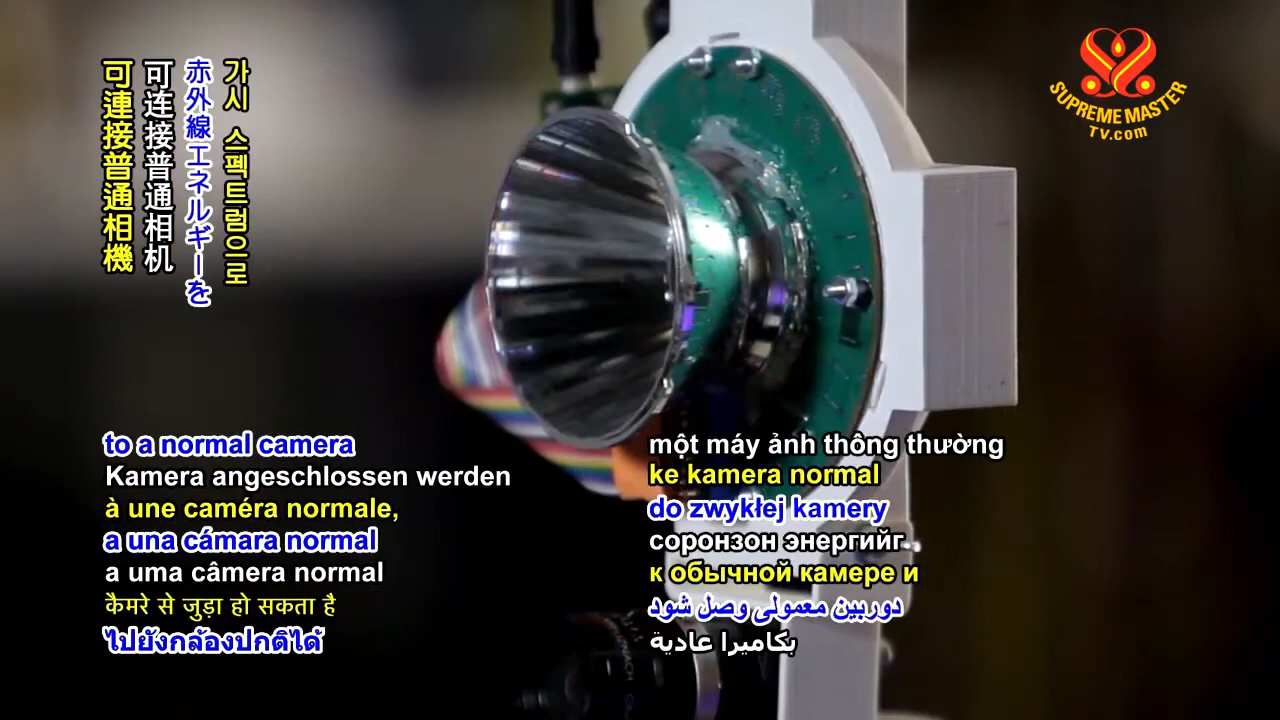 可連接普通相機
可连接普通相机
赤外線エネルギーを
가시 스펙트럼으로
SUPREME MASTER
TV.com
to a normal camera
Kamera angeschlossen werden
à une caméra normale,
a una cámara normal
a uma câmera normal
कैमरे से जुड़ा हो सकता है
ไปยังกล้องปกติได้
một máy ảnh thông thường
ke kamera normal
do zwykłej kamery
соронзон энергийг
к обычной камере и
دوربین معمولی وصل شود
بكاميرا عادية